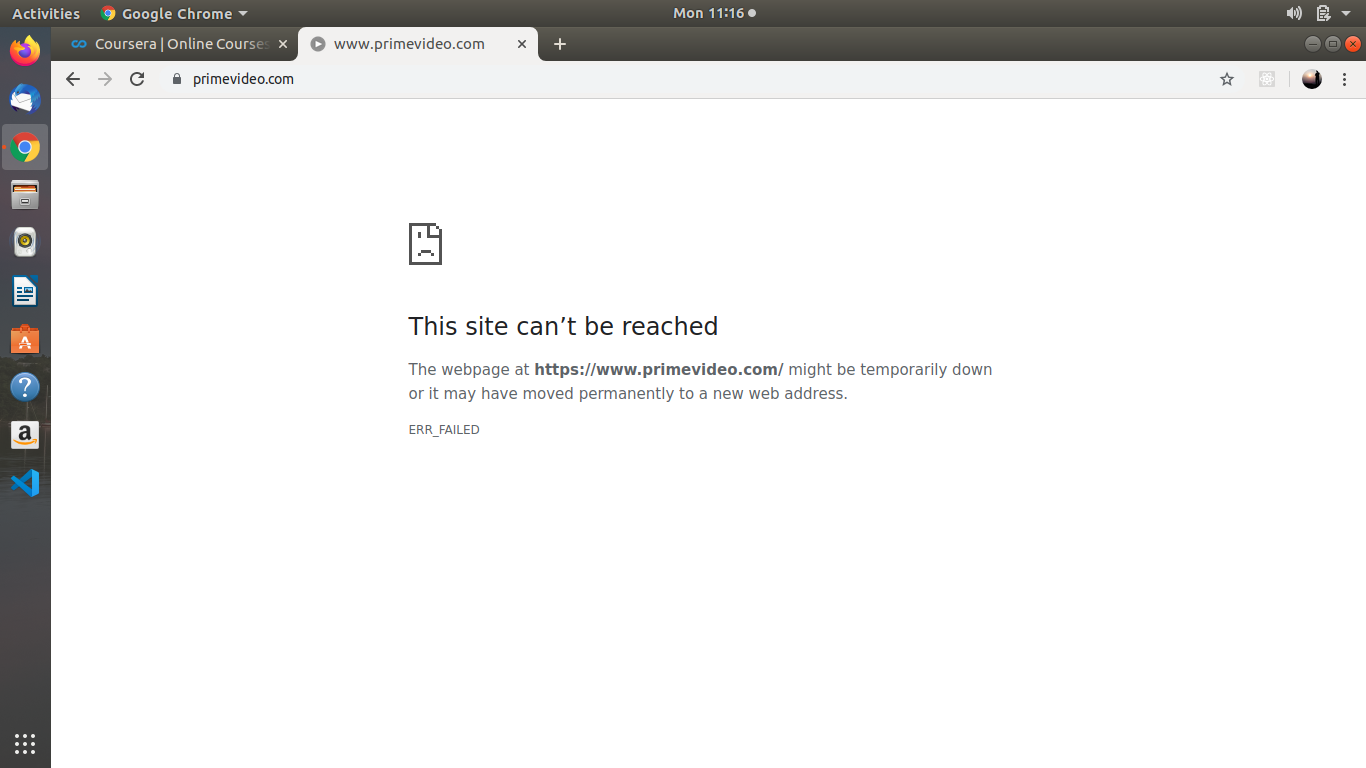 Activities Google Chrome Mon 11:16
Coursera | Online Courses www.primevideo.com
primevideo.com
This site can’t be reached
The webpage at https://www.primevideo.com/ might be temporarily down
or it may have moved permanently to a new web address.
ERR_FAILED